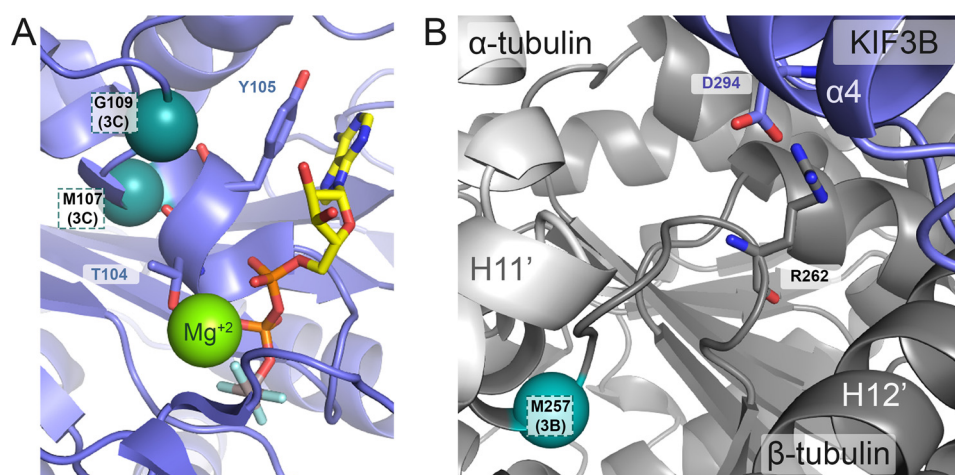 A
G109
(3C)
Y105
M107
(3C)
T104
Mg+2
B
α-tubulin
KIF3B
D294
α4
H11’
R262
M257
(3B)
H12’
β-tubulin